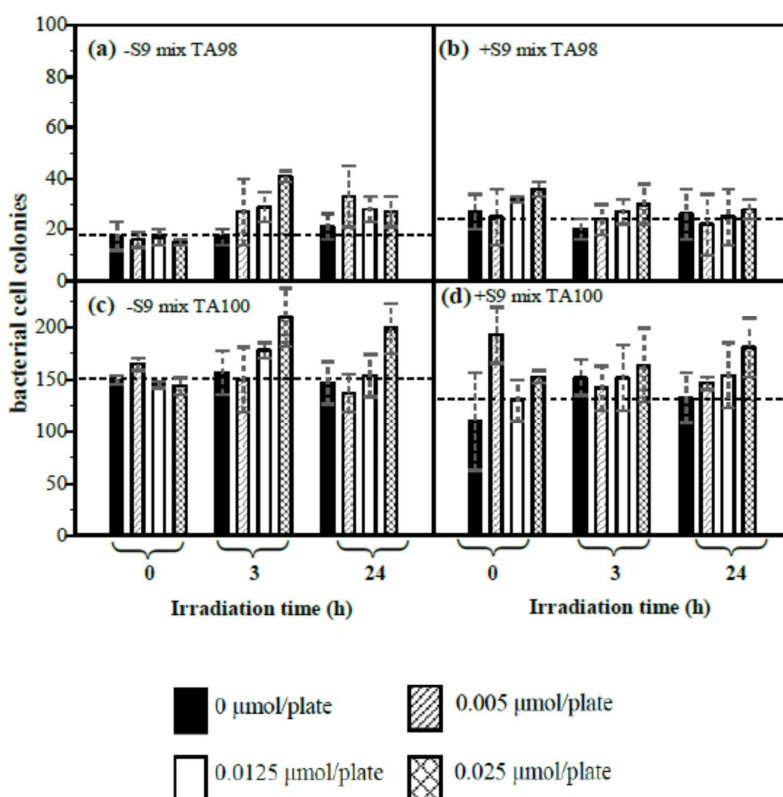 (a) -S9 mix TA98
(b) +S9 mix TA98
100
80
60
40
20
0
bacterial cell colonies
(c) -S9 mix TA100
(d) +S9 mix TA100
200
150
100
50
0
0 3 24 0 3 24
Irradiation time (h) Irradiation time (h)
0 μmol/plate 0.005 μmol/plate
0.0125 μmol/plate 0.025 μmol/plate